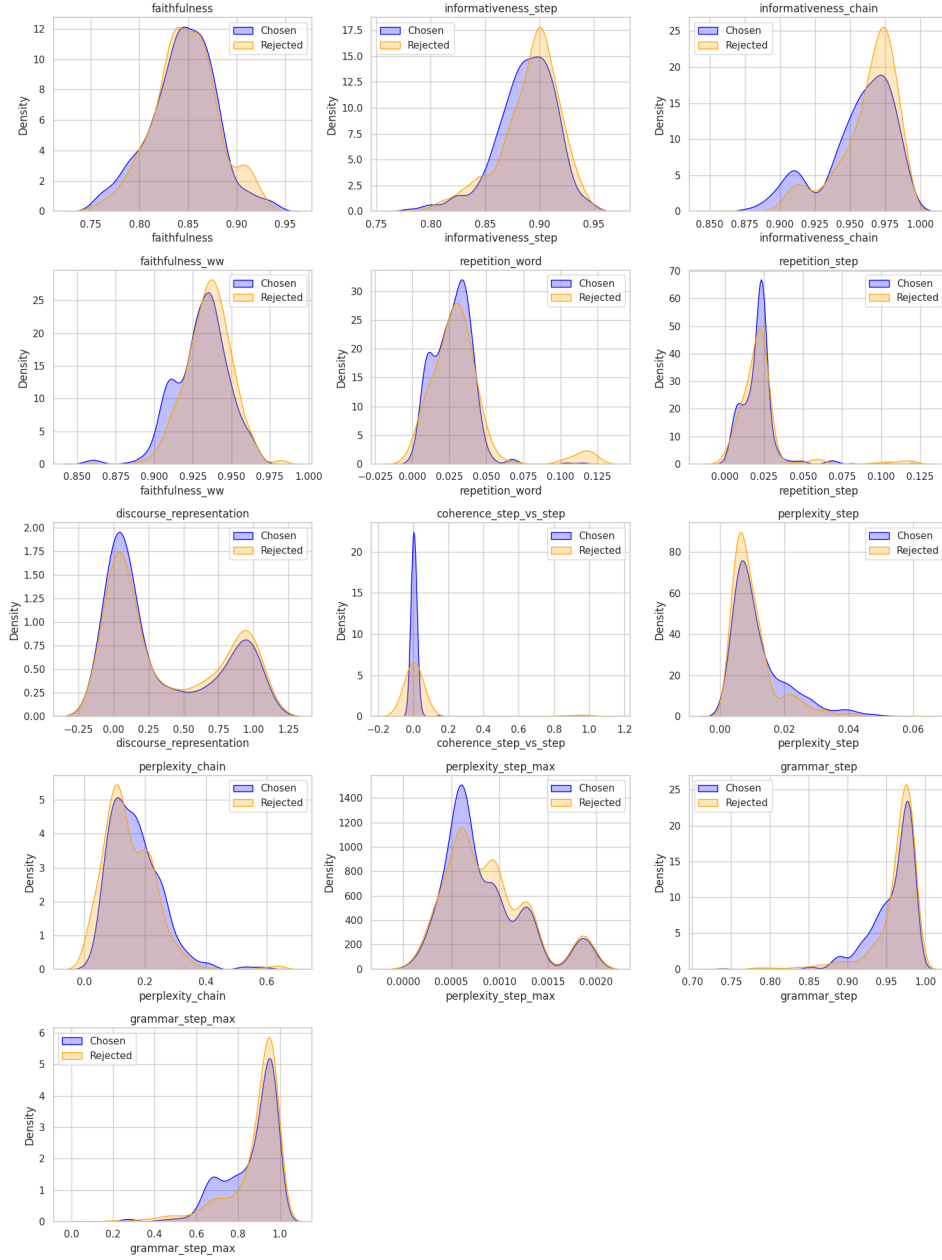 faithfulness
Density
Chosen
Rejected
12
10
8
6
4
2
0
0.75 0.80 0.85 0.90 0.95
faithfulness
informativeness_step
Density
Chosen
Rejected
17.5
15.0
12.5
10.0
7.5
5.0
2.5
0.0
0.75 0.80 0.85 0.90 0.95
informativeness_step
informativeness_chain
Density
Chosen
Rejected
25
20
15
10
5
0
0.850 0.875 0.900 0.925 0.950 0.975 1.000
informativeness_chain
faithfulness_ww
Density
Chosen
Rejected
25
20
15
10
5
0
0.850 0.875 0.900 0.925 0.950 0.975 1.000
faithfulness_ww
repetition_word
Density
Chosen
Rejected
30
25
20
15
10
5
0
−0.025 0.000 0.025 0.050 0.075 0.100 0.125
repetition_word
repetition_step
Density
Chosen
Rejected
70
60
50
40
30
20
10
0
0.000 0.025 0.050 0.075 0.100 0.125
repetition_step
discourse_representation
Density
Chosen
Rejected
2.00
1.75
1.50
1.25
1.00
0.75
0.50
0.25
0.00
−0.25 0.00 0.25 0.50 0.75 1.00 1.25
discourse_representation
coherence_step_vs_step
Density
Chosen
Rejected
20
15
10
5
0
−0.2 0.0 0.2 0.4 0.6 0.8 1.0 1.2
coherence_step_vs_step
perplexity_step
Density
Chosen
Rejected
80
60
40
20
0
0.00 0.02 0.04 0.06
perplexity_step
perplexity_chain
Density
Chosen
Rejected
5
4
3
2
1
0
0.0 0.2 0.4 0.6
perplexity_chain
perplexity_step_max
Density
Chosen
Rejected
1400
1200
1000
800
600
400
200
0
0.0000 0.0005 0.0010 0.0015 0.0020
perplexity_step_max
grammar_step
Density
Chosen
Rejected
25
20
15
10
5
0
0.70 0.75 0.80 0.85 0.90 0.95 1.00
grammar_step
grammar_step_max
Density
Chosen
Rejected
6
5
4
3
2
1
0
0.0 0.2 0.4 0.6 0.8 1.0
grammar_step_max